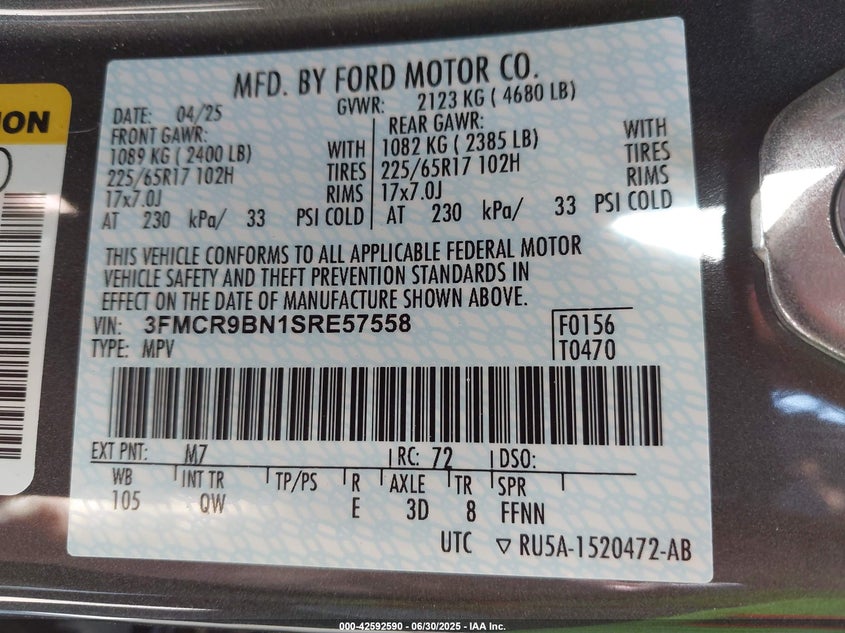 ION
MFD. BY FORD MOTOR CO.
DATE: 04/25 GVWR: 2123 KG ( 4680 LB)
FRONT GAWR: REAR GAWR:
1089 KG ( 2400 LB) WITH 1082 KG ( 2385 LB) WITH
225/65R17 102H TIRES 225/65R17 102H TIRES
17x7.0J RIMS 17x7.0J RIMS
AT 230 kPa/ 33 PSI COLD AT 230 kPa/ 33 PSI COLD
THIS VEHICLE CONFORMS TO ALL APPLICABLE FEDERAL MOTOR
VEHICLE SAFETY AND THEFT PREVENTION STANDARDS IN
EFFECT ON THE DATE OF MANUFACTURE SHOWN ABOVE.
VIN: 3FMCR9BN1SRE57558 F0156
TYPE: MPV T0470
EXT PNT: M7 RC: 72 DSO:
WB INT TR TP/PS R AXLE TR SPR
105 QW E 3D 8 FFNN
UTC ▽ RU5A-1520472-AB
000-42592590 - 06/30/2025 - IAA Inc.